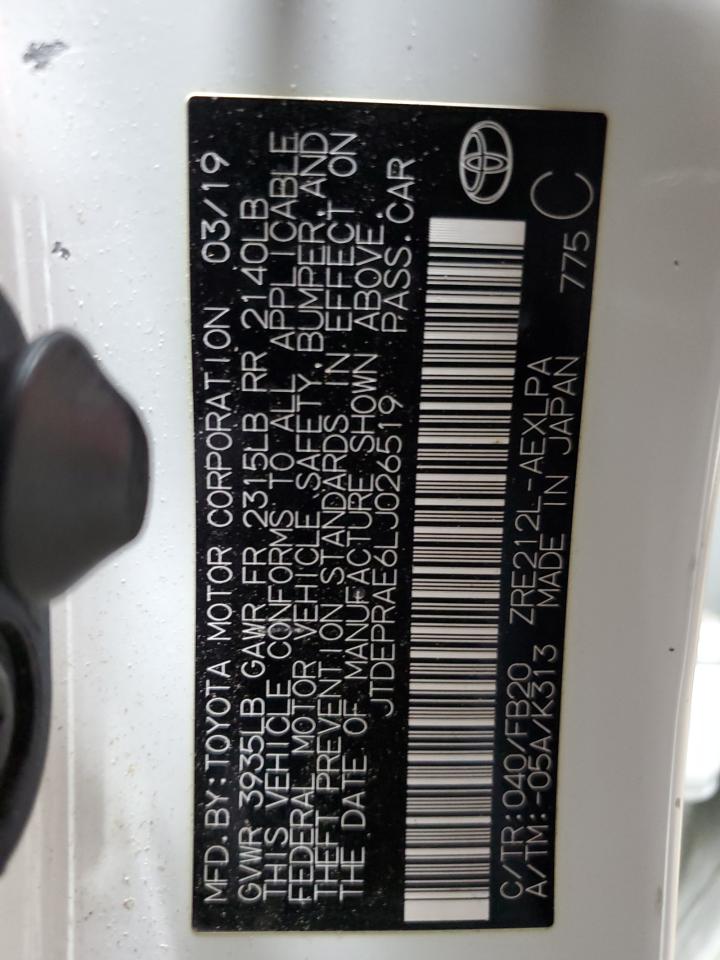 MFD.BY:TOYOTA MOTOR CORPORATION 03/19
GVWR 3935LB GAWR FR 2315LB RR 2140LB
THIS VEHICLE CONFORMS TO ALL APPLICABLE
FEDERAL MOTOR VEHICLE SAFETY, BUMPER, AND
THEFT PREVENTION STANDARDS IN EFFECT ON
THE DATE OF MANUFACTURE SHOWN ABOVE.
JTDEPRAE6LJ026519 PASS.CAR
C/TR:040/FB20 ZRE212L-AEXLPA 775 C
A/TM:-05A/K313 MADE IN JAPAN